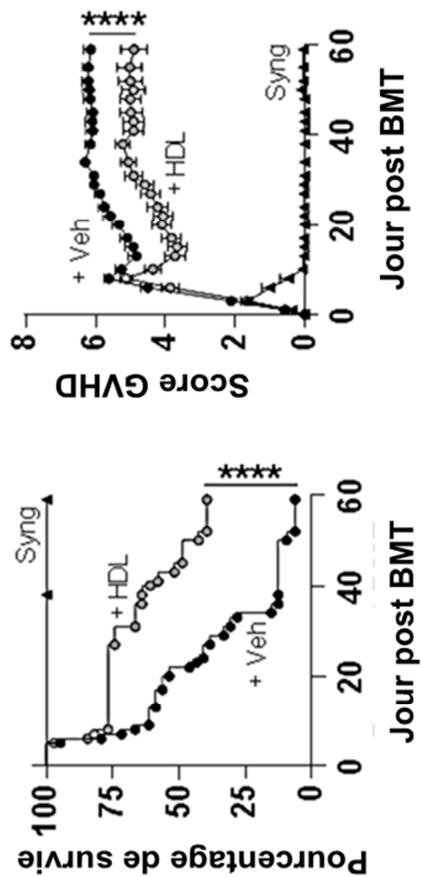 Pourcentage de survie
100
75
50
25
0
Syng
+ HDL
+ Veh
****
0
20
40
60
Jour post BMT
Score GVHD
8
6
4
2
0
+ Veh
****
+ HDL
Syng
0
20
40
60
Jour post BMT